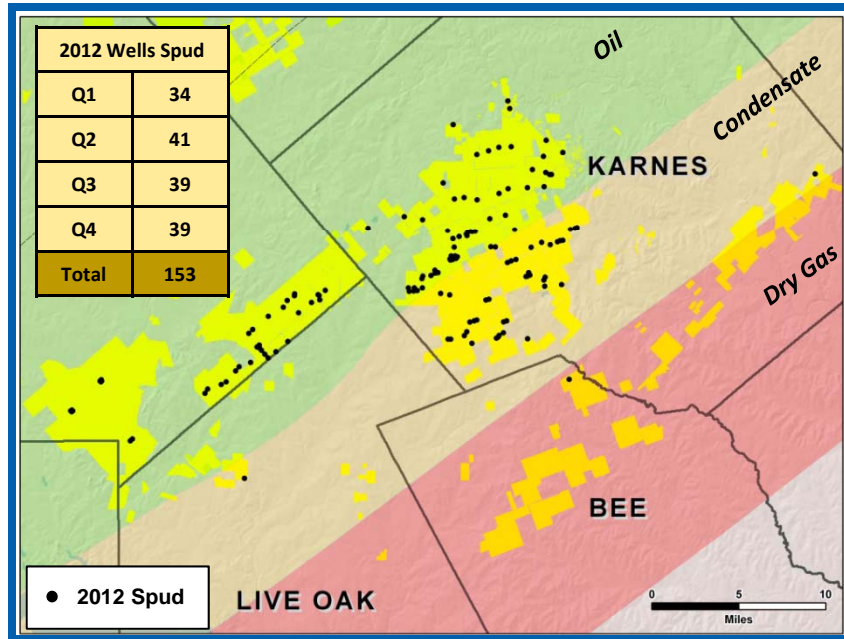 2012 Wells Spud
Q1 34
Q2 41
Q3 39
Q4 39
Total 153
Oil
Condensate
KARNES
Dry Gas
BEE
2012 Spud
LIVE OAK
0 5 10
Miles